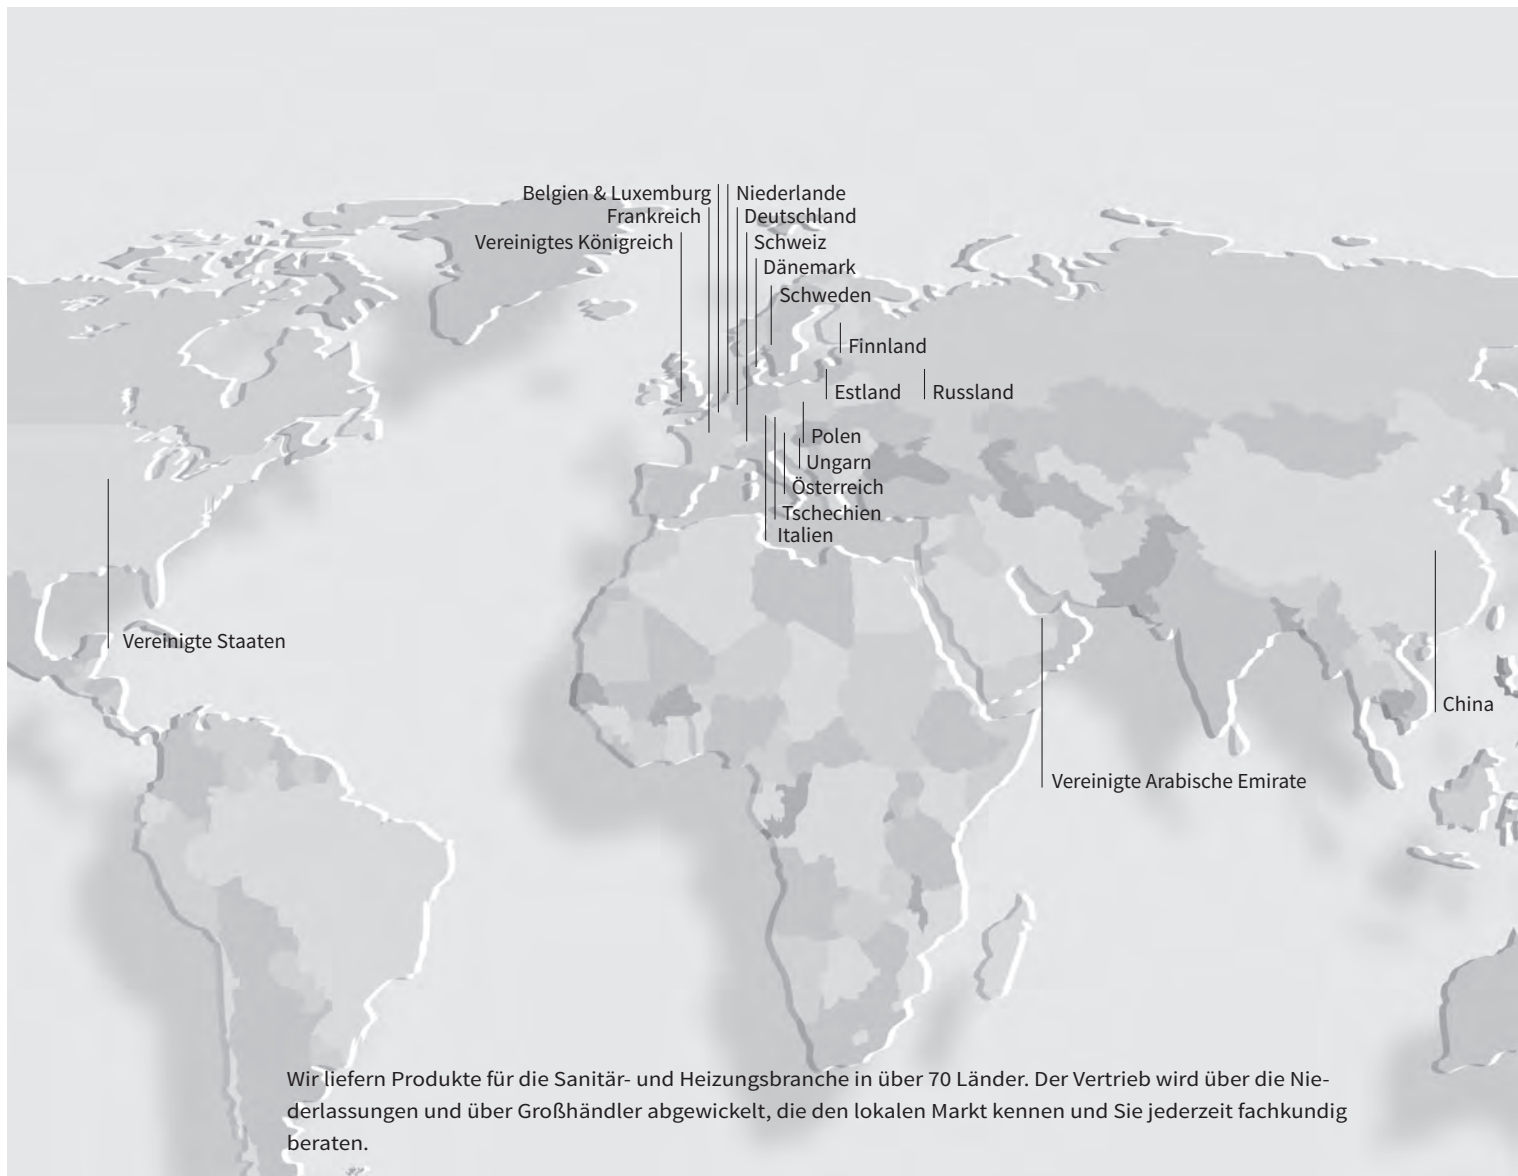 Belgien & Luxemburg
Niederlande
Frankreich
Deutschland
Vereinigtes Königreich
Schweiz
Dänemark
Schweden
Finnland
Estland
Russland
Polen
Ungarn
Österreich
Tschechien
Italien
Vereinigte Staaten
China
Vereinigte Arabische Emirate
Wir liefern Produkte für die Sanitär- und Heizungsbranche in über 70 Länder. Der Vertrieb wird über die Nie-
derlassungen und über Großhändler abgewickelt, die den lokalen Markt kennen und Sie jederzeit fachkundig
beraten.